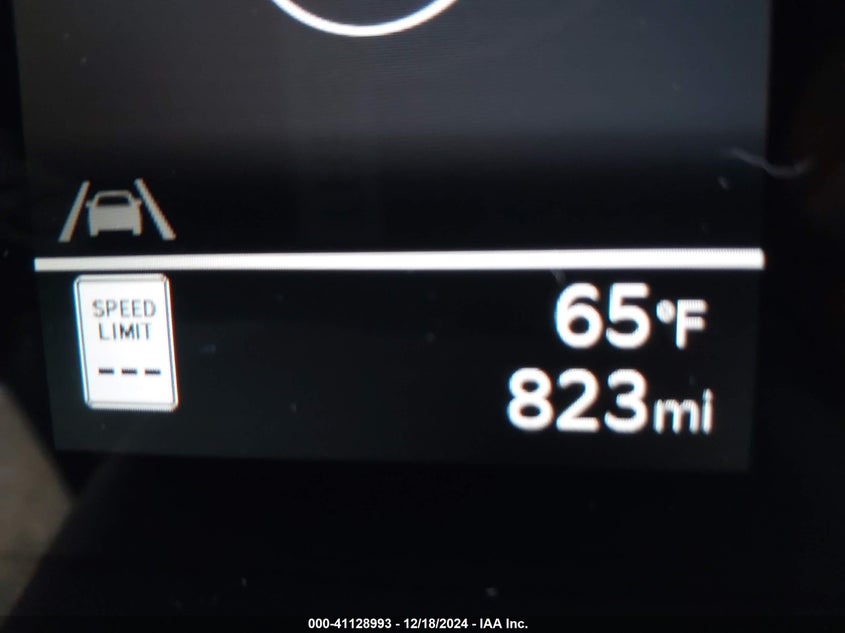 SPEED
LIMIT
---
65°F
823mi
000-41128993 - 12/18/2024 - IAA Inc.